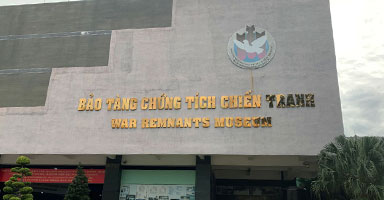 BẢO TÀNG CHỨNG TÍCH CHIẾN TRANH
WAR REMNANTS MUSEUM